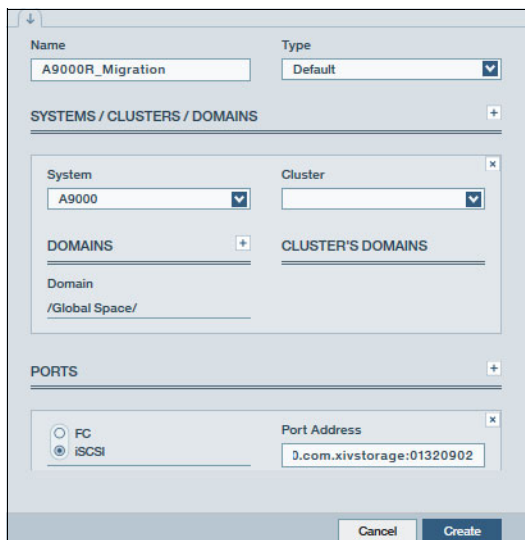 Name Type
A9000R_Migration Default
SYSTEMS / CLUSTERS / DOMAINS
System Cluster
A9000
DOMAINS CLUSTER'S DOMAINS
Domain
/Global Space/
PORTS
FC Port Address
iSCSI
0.com.xivstorage:01320902
Cancel Create